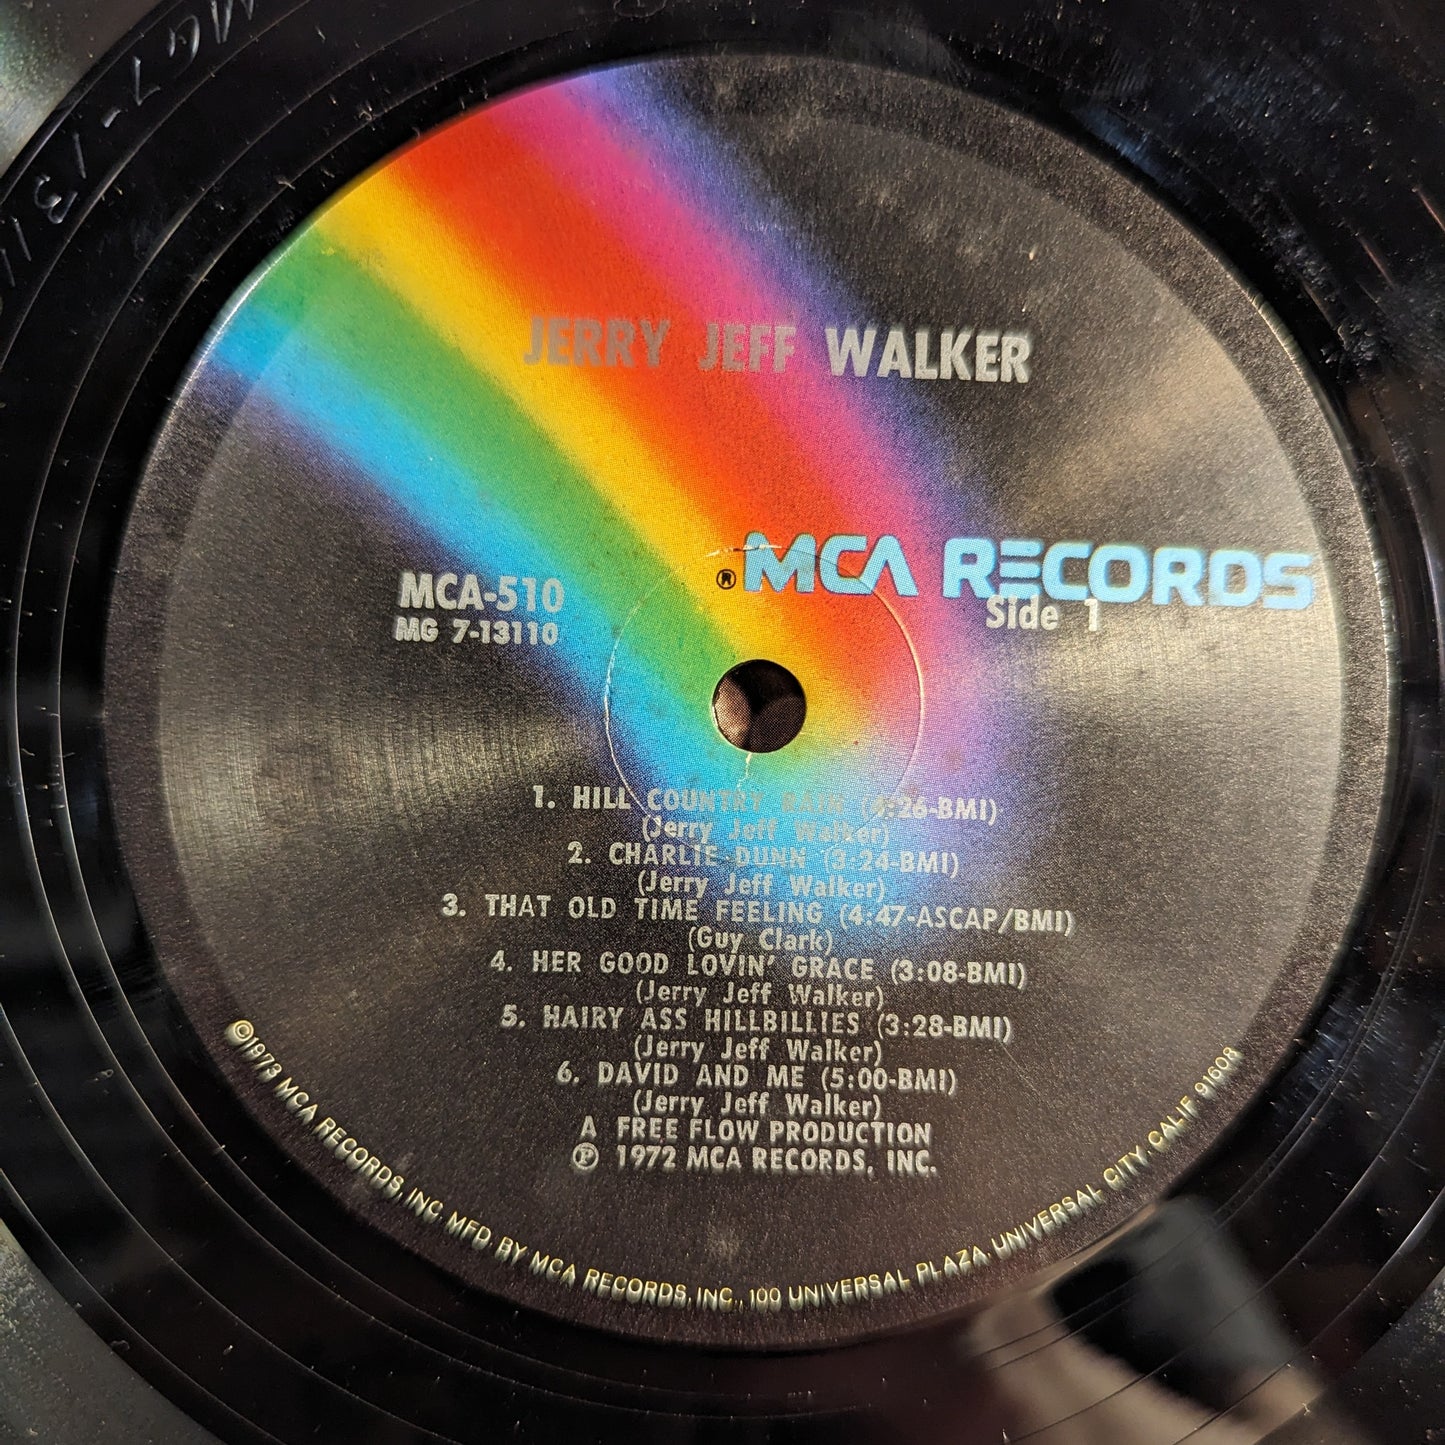 MG 7-1311
JERRY JEFF WALKER
® MCA RECORDS
MCA-510
Side 1
MG 7-13110
1. HILL COUNTRY RAIN (4:26-BMI)
(Jerry Jeff Walker)
2. CHARLIE DUNN (3:24-BMI)
(Jerry Jeff Walker)
3. THAT OLD TIME FEELING (4:47-ASCAP/BMI)
(Guy Clark)
4. HER GOOD LOVIN' GRACE (3:08-BMI)
(Jerry Jeff Walker)
5. HAIRY ASS HILLBILLIES (3:28-BMI)
(Jerry Jeff Walker)
6. DAVID AND ME (5:00-BMI)
(Jerry Jeff Walker)
A FREE FLOW PRODUCTION
℗ 1972 MCA RECORDS, INC.
©1973 MCA RECORDS, INC. MFD. BY MCA RECORDS, INC., 100 UNIVERSAL PLAZA, UNIVERSAL CITY, CALIF 91608